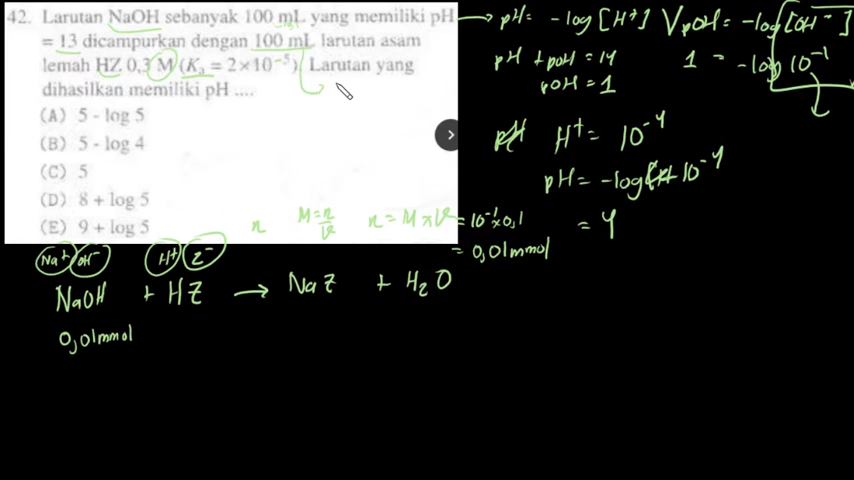 42. Larutan NaOH sebanyak 100 mL yang memiliki pH
= 13 dicampurkan dengan 100 mL larutan asam
lemah HZ 0,3 M (Kₐ = 2×10⁻⁵). Larutan yang
dihasilkan memiliki pH ....
(A) 5 - log 5
(B) 5 - log 4
(C) 5
(D) 8 + log 5
(E) 9 + log 5
→ pH = -log [H⁺] pOH = -log [OH⁻]
pH + pOH = 14 1 = -log 10⁻¹
pOH = 1
H⁺ = 10⁻⁴
pH = -log 10⁻⁴
= 4
n M = n/V n = M × V = 10⁻¹ × 0,1
= 0,01 mmol
Na⁺ OH⁻ H⁺ Z⁻
NaOH + HZ → NaZ + H₂O
0,01 mmol